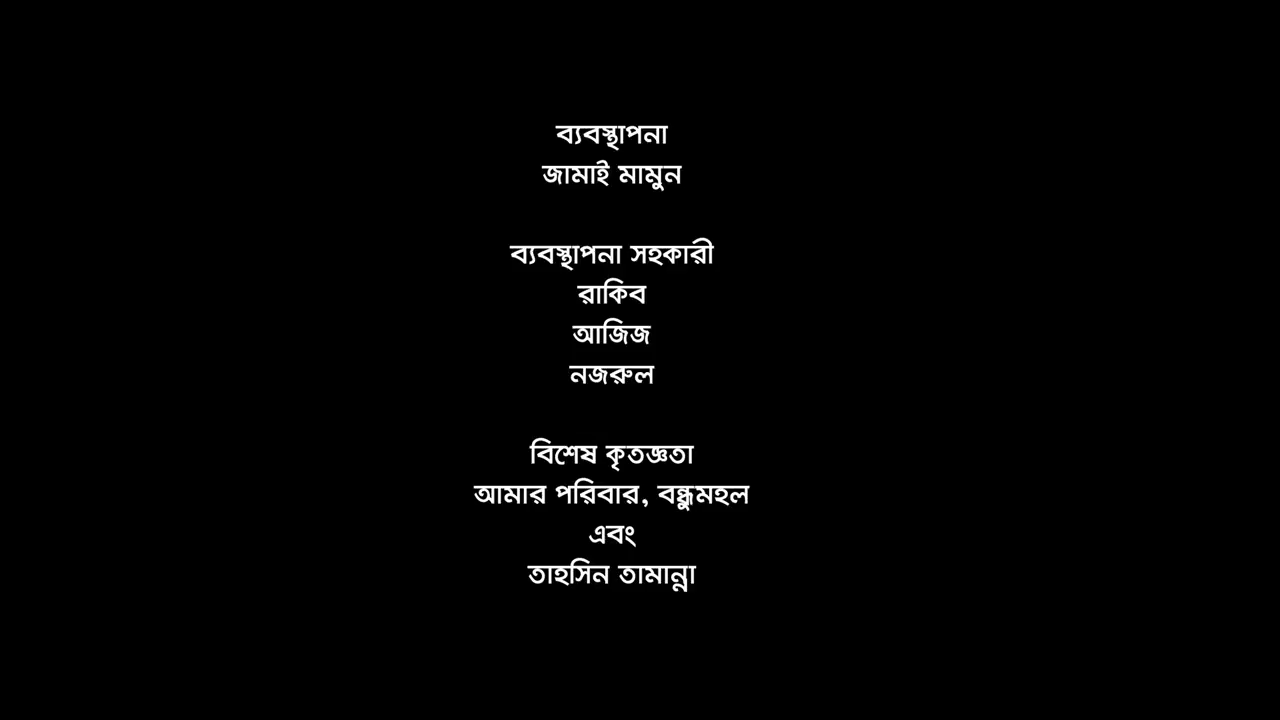 ব্যবস্থাপনা
জামাই মামুন
ব্যবস্থাপনা সহকারী
রাকিব
আজিজ
নজরুল
বিশেষ কৃতজ্ঞতা
আমার পরিবার, বন্ধুমহল
এবং
তাহসিন তামান্না